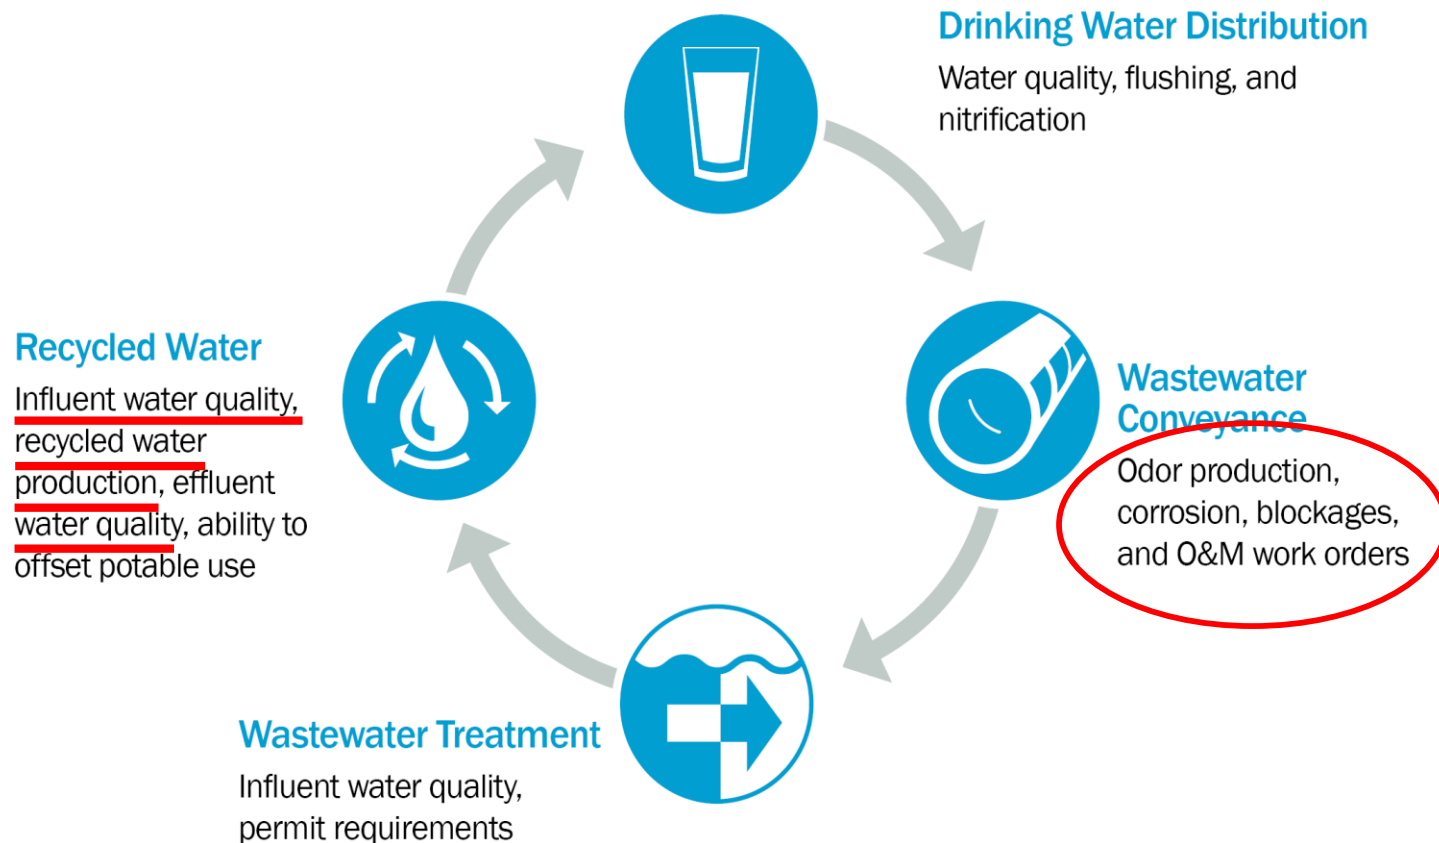 Drinking Water Distribution
Water quality, flushing, and
nitrification
Wastewater
Conveyance
Odor production,
corrosion, blockages,
and O&M work orders
Wastewater Treatment
Influent water quality,
permit requirements
Recycled Water
Influent water quality,
recycled water
production, effluent
water quality, ability to
offset potable use